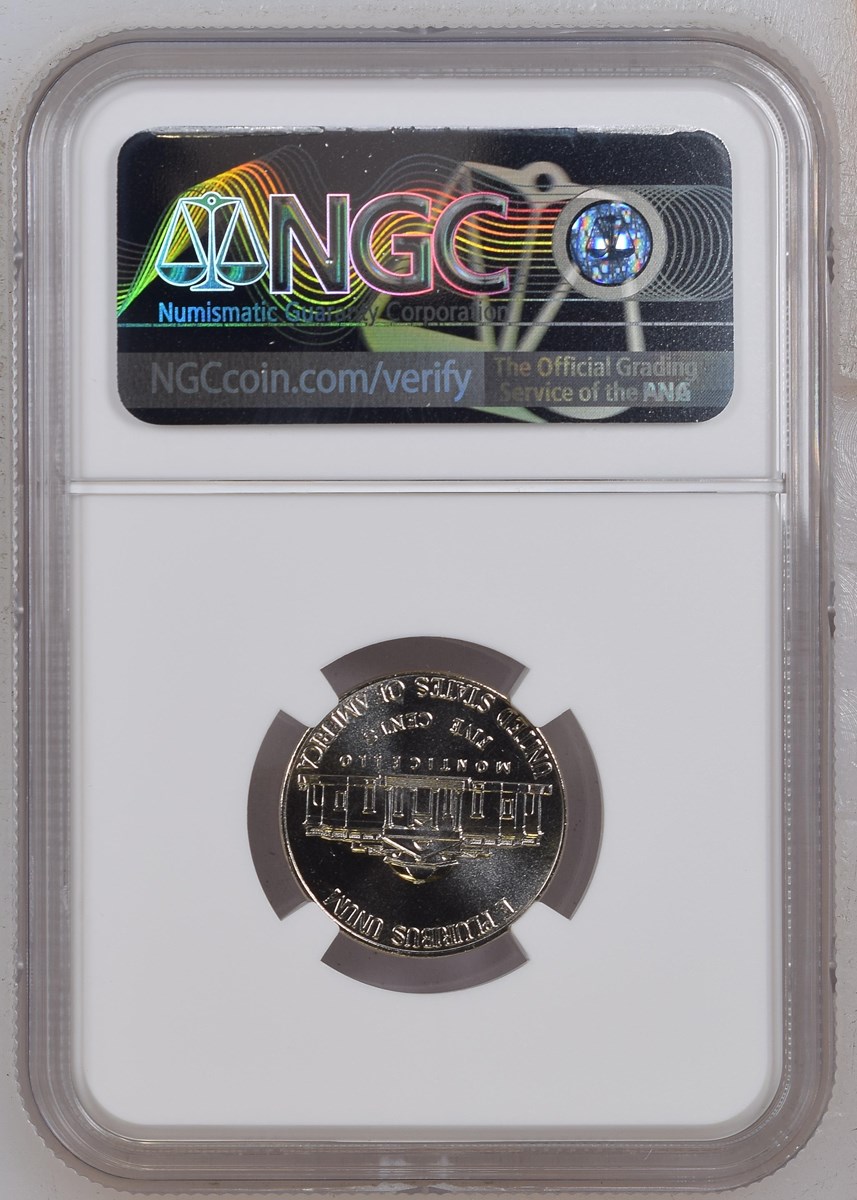 NGC
Numismatic Guaranty Corporation
NGCcoin.com/verify
The Official Grading
Service of the ANA
UNITED STATES OF AMERICA
FIVE CENTS
MONTICELLO
E PLURIBUS UNUM